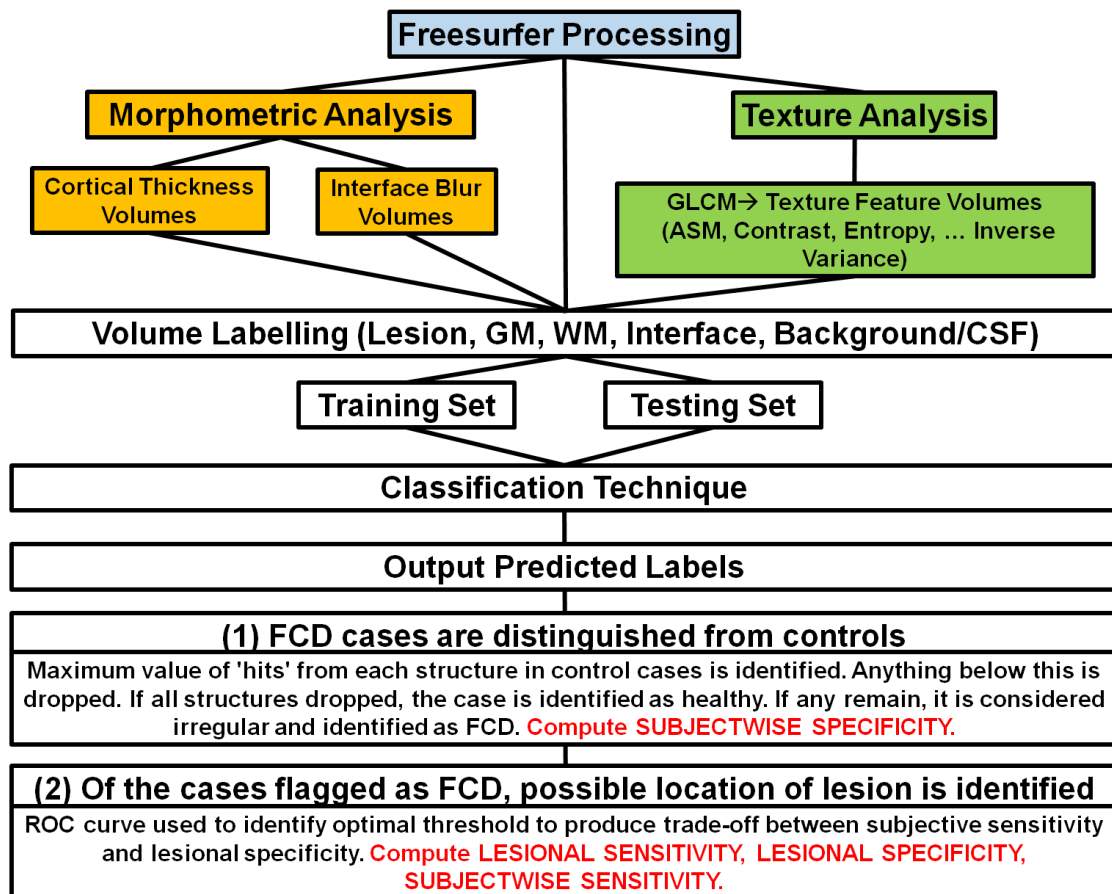 Freesurfer Processing
Morphometric Analysis
Texture Analysis
Cortical Thickness
Volumes
Interface Blur
Volumes
GLCM→ Texture Feature Volumes
(ASM, Contrast, Entropy, … Inverse
Variance)
Volume Labelling (Lesion, GM, WM, Interface, Background/CSF)
Training Set
Testing Set
Classification Technique
Output Predicted Labels
(1) FCD cases are distinguished from controls
Maximum value of 'hits' from each structure in control cases is identified. Anything below this is
dropped. If all structures dropped, the case is identified as healthy. If any remain, it is considered
irregular and identified as FCD. Compute SUBJECTWISE SPECIFICITY.
(2) Of the cases flagged as FCD, possible location of lesion is identified
ROC curve used to identify optimal threshold to produce trade-off between subjective sensitivity
and lesional specificity. Compute LESIONAL SENSITIVITY, LESIONAL SPECIFICITY,
SUBJECTWISE SENSITIVITY.